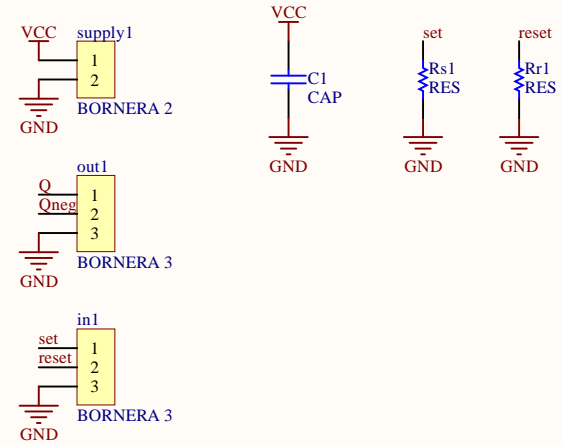 VCC
supply1
1
2
GND
BORNERA 2
VCC
C1
CAP
GND
set
Rs1
RES
GND
reset
Rr1
RES
GND
out1
Q
1
Qneg
2
3
GND
BORNERA 3
in1
set
1
reset
2
3
GND
BORNERA 3